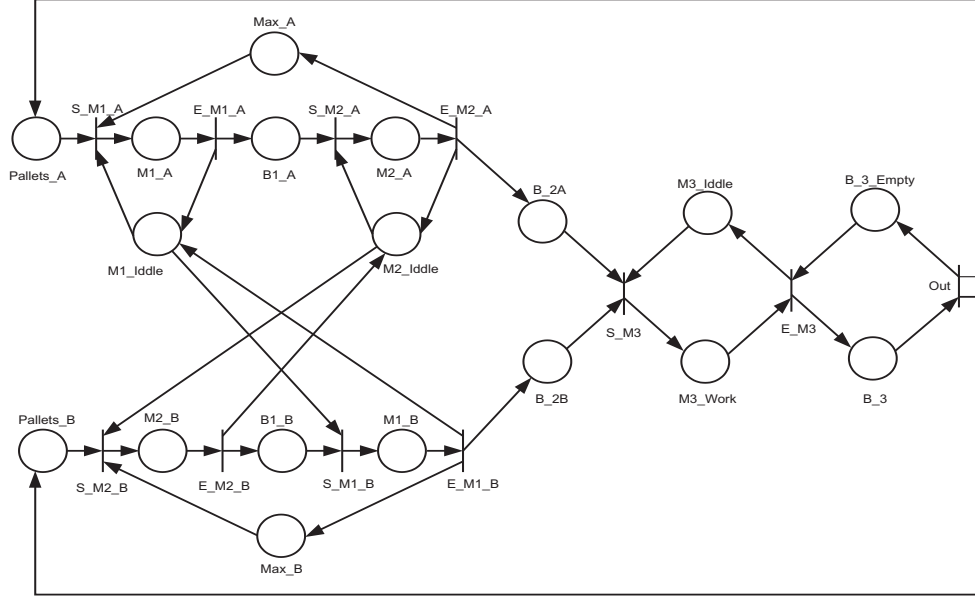 Max_A
S_M1_A
E_M1_A
S_M2_A
E_M2_A
Pallets_A
M1_A
B1_A
M2_A
B_2A
M3_Iddle
B_3_Empty
M1_Iddle
M2_Iddle
Out
S_M3
E_M3
B_2B
M3_Work
B_3
Pallets_B
M2_B
B1_B
M1_B
S_M2_B
E_M2_B
S_M1_B
E_M1_B
Max_B